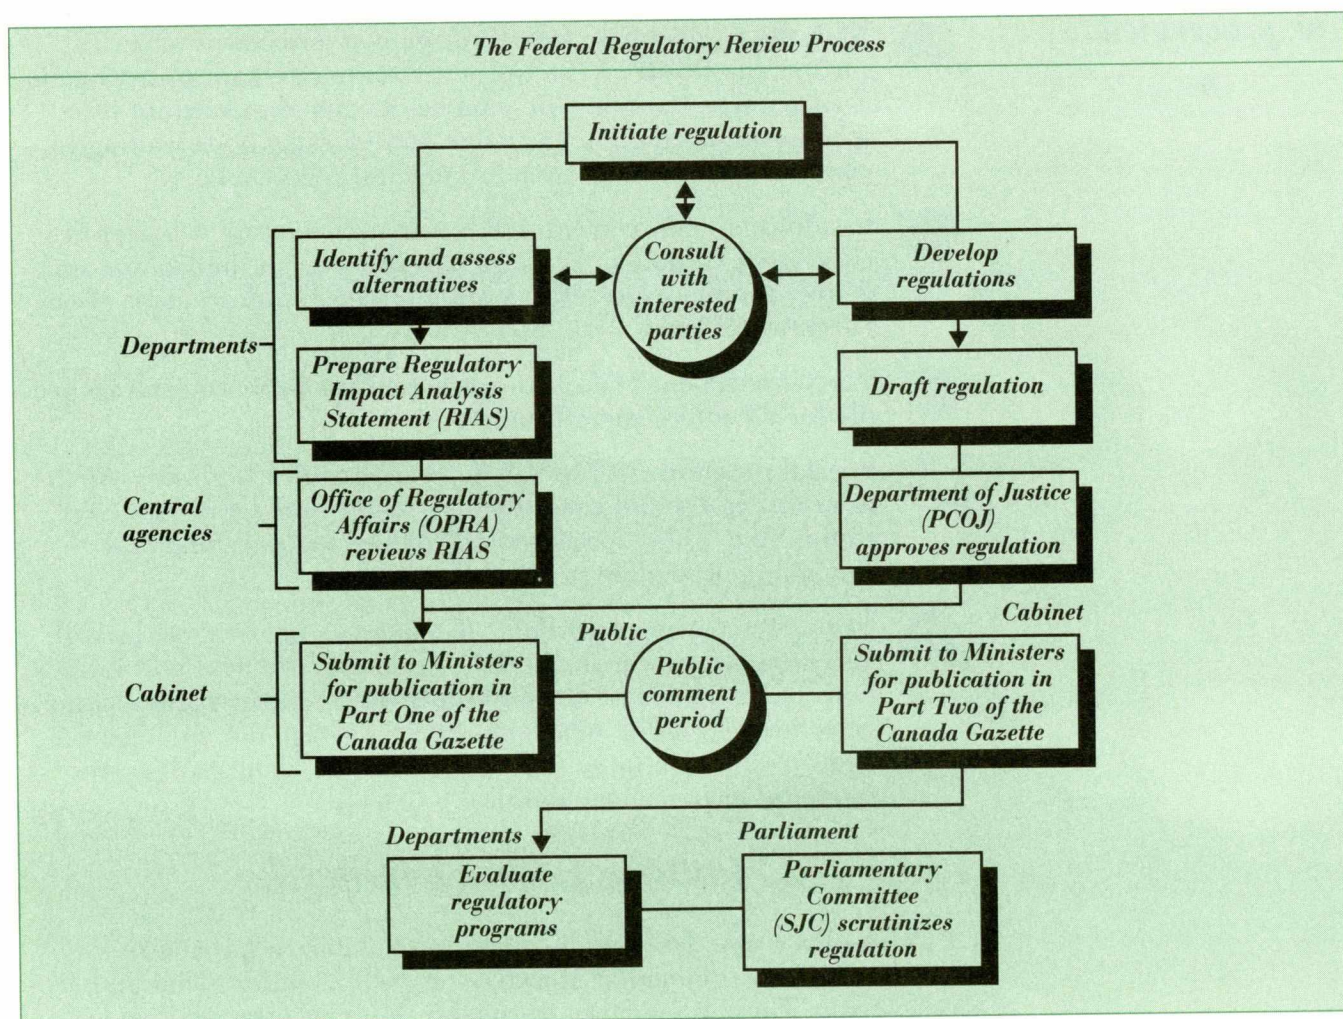 The Federal Regulatory Review Process
Initiate regulation
Identify and assess
alternatives
Consult
with
interested
parties
Develop
regulations
Departments
Prepare Regulatory
Impact Analysis
Statement (RIAS)
Draft regulation
Central
agencies
Office of Regulatory
Affairs (OPRA)
reviews RIAS
Department of Justice
(PCOJ)
approves regulation
Cabinet
Submit to Ministers
for publication in
Part One of the
Canada Gazette
Public
Public
comment
period
Cabinet
Submit to Ministers
for publication in
Part Two of the
Canada Gazette
Departments
Evaluate
regulatory
programs
Parliament
Parliamentary
Committee
(SJC) scrutinizes
regulation